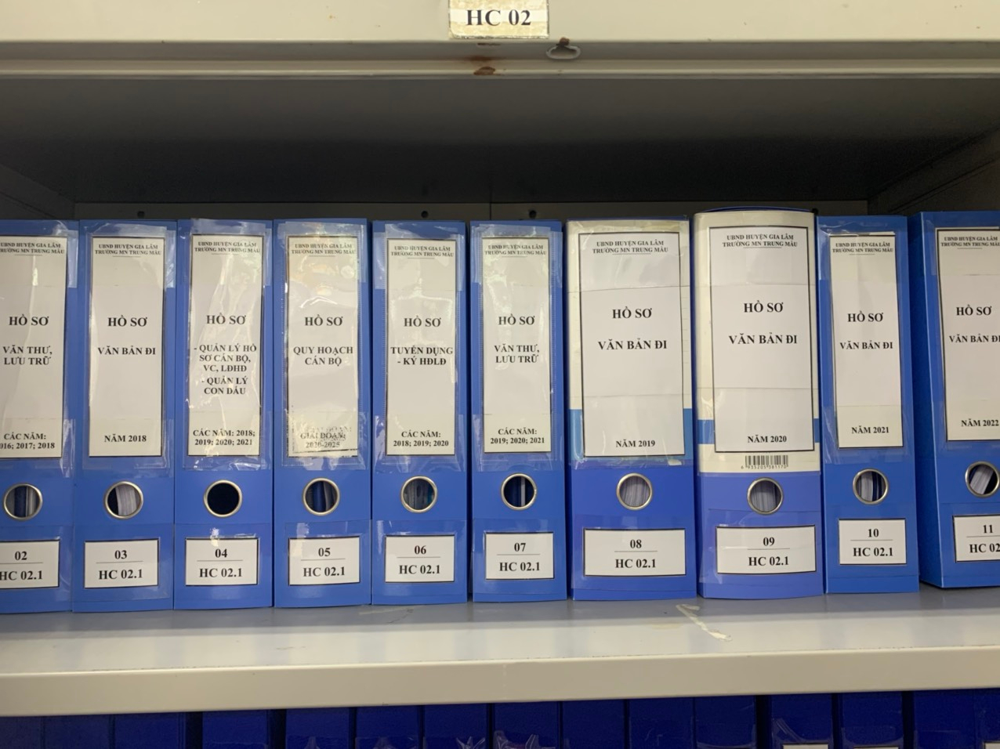 HC 02
UBND HUYỆN GIA LÂM
TRƯỜNG MN TRUNG MẦU
HỒ SƠ
VĂN THƯ,
LƯU TRỮ
CÁC NĂM:
016; 2017; 2018
02
HC 02.1
UBND HUYỆN GIA LÂM
TRƯỜNG MN TRUNG MẦU
HỒ SƠ
VĂN BẢN ĐI
NĂM 2018
03
HC 02.1
UBND HUYỆN GIA LÂM
TRƯỜNG MN TRUNG MẦU
HỒ SƠ
- QUẢN LÝ HỒ
SƠ CÁN BỘ,
VC, LDHD
- QUẢN LÝ
CON DẤU
CÁC NĂM: 2018;
2019; 2020; 2021
04
HC 02.1
UBND HUYỆN GIA LÂM
TRƯỜNG MN TRUNG MẦU
HỒ SƠ
QUY HOẠCH
CÁN BỘ
GIAI ĐOẠN:
2020-2025
05
HC 02.1
UBND HUYỆN GIA LÂM
TRƯỜNG MN TRUNG MẦU
HỒ SƠ
TUYỂN DỤNG
- KÝ HĐLĐ
CÁC NĂM:
2018; 2019; 2020
06
HC 02.1
UBND HUYỆN GIA LÂM
TRƯỜNG MN TRUNG MẦU
HỒ SƠ
VĂN THƯ,
LƯU TRỮ
CÁC NĂM:
2019; 2020; 2021
07
HC 02.1
UBND HUYỆN GIA LÂM
TRƯỜNG MN TRUNG MẦU
HỒ SƠ
VĂN BẢN ĐI
NĂM 2019
08
HC 02.1
UBND HUYỆN GIA LÂM
TRƯỜNG MN TRUNG MẦU
HỒ SƠ
VĂN BẢN ĐI
NĂM 2020
09
HC 02.1
UBND HUYỆN GIA LÂM
TRƯỜNG MN TRUNG MẦU
HỒ SƠ
VĂN BẢN ĐI
NĂM 2021
10
HC 02.1
UBND HUYỆN GIA LÂM
TRƯỜNG MN TRUNG MẦU
HỒ SƠ
VĂN BẢN ĐI
NĂM 2022
11
HC 02